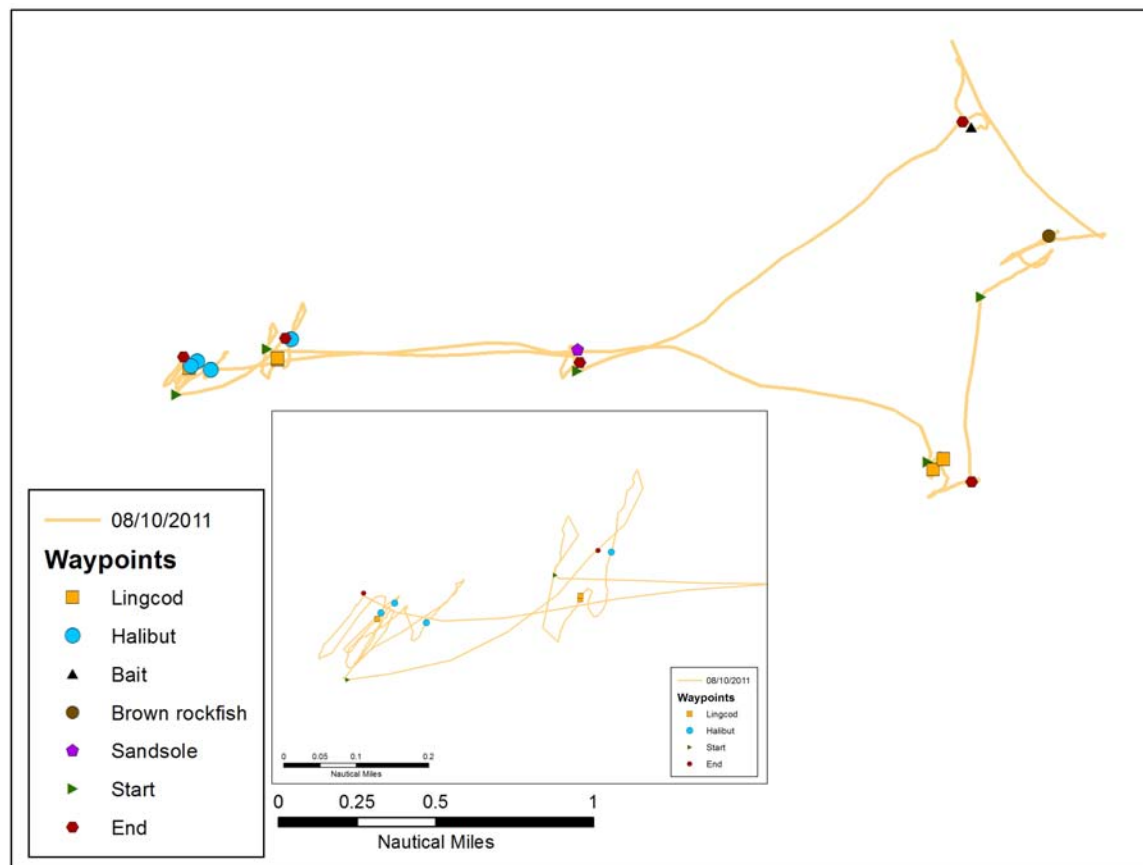 08/10/2011
Waypoints
Lingcod
Halibut
Bait
Brown rockfish
Sandsole
Start
End
08/10/2011
Waypoints
Lingcod
Halibut
Start
End
0 0.05 0.1 0.2
Nautical Miles
0 0.25 0.5 1
Nautical Miles